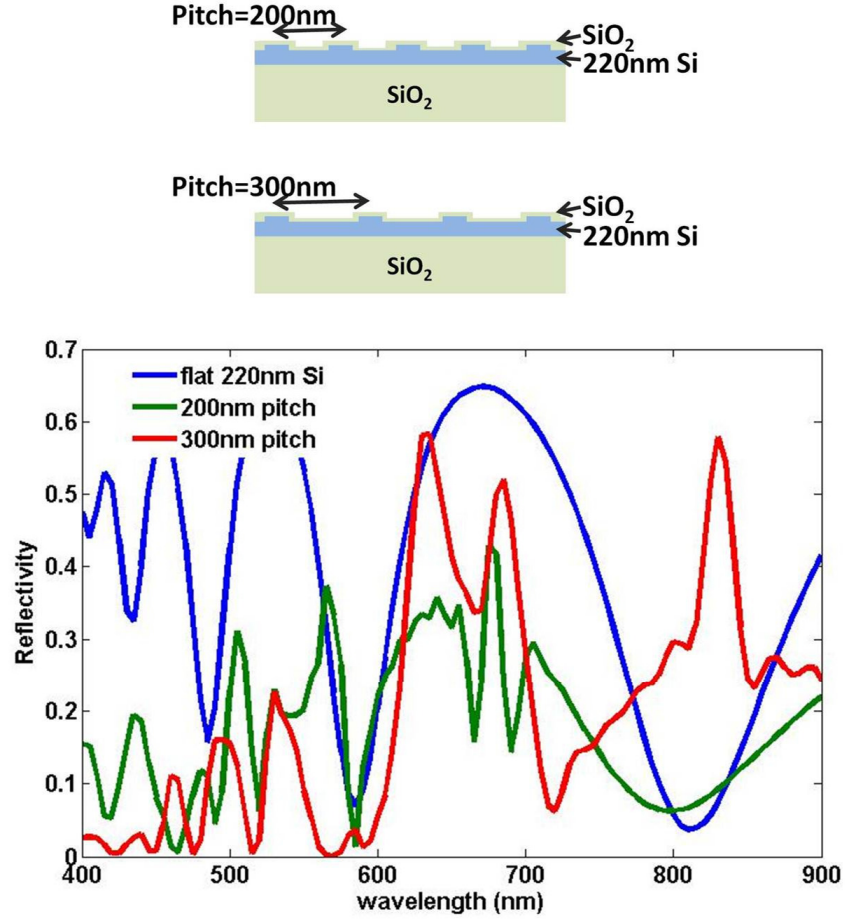 Pitch=200nm
SiO2
220nm Si
SiO2
Pitch=300nm
SiO2
220nm Si
SiO2
0.7
0.6
0.5
0.4
0.3
0.2
0.1
0
Reflectivity
flat 220nm Si
200nm pitch
300nm pitch
400 500 600 700 800 900
wavelength (nm)